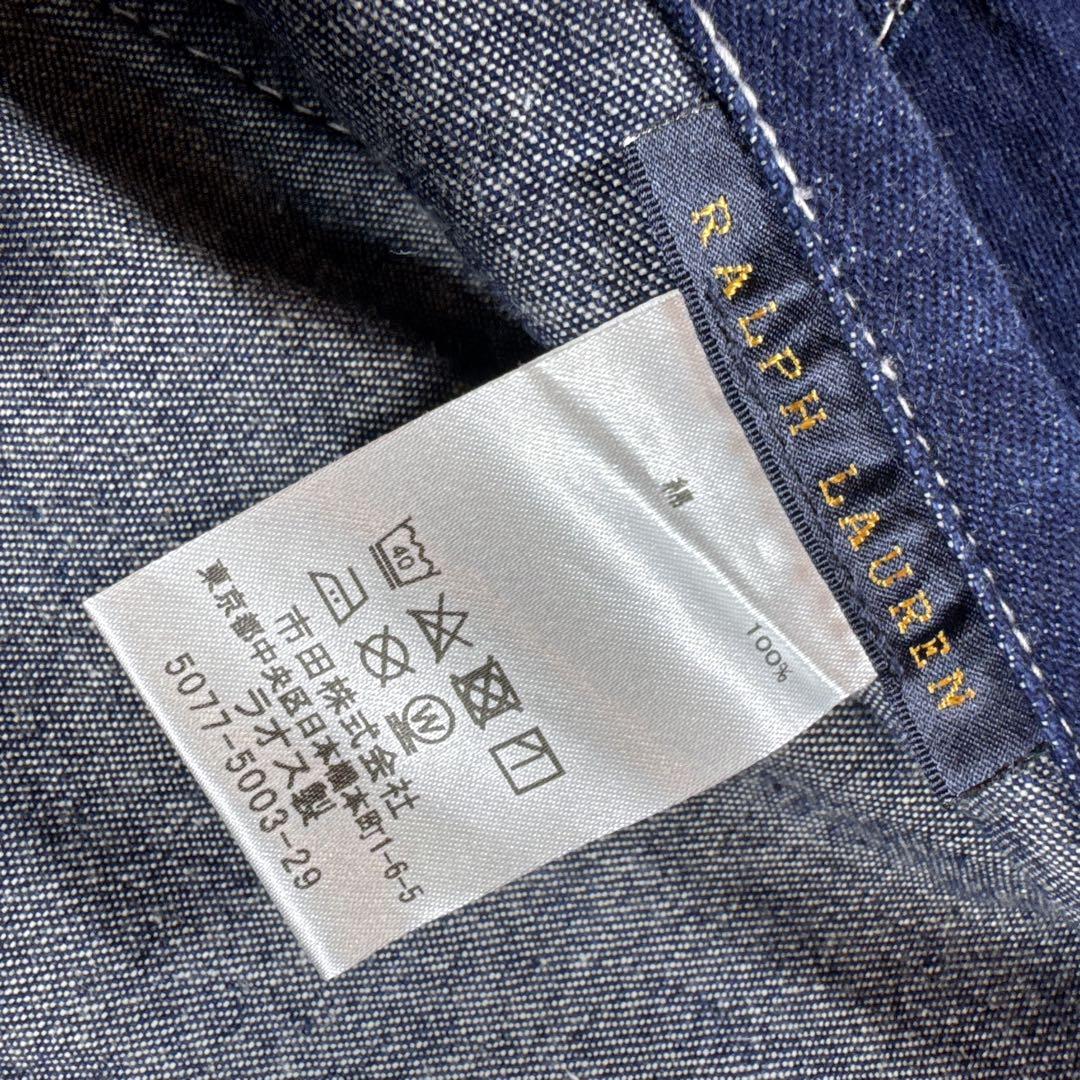 RALPH LAUREN
綿
100%
40
W
市田株式会社
東京都中央区日本橋本町1-6-5
ラオス製
5077-5003-29